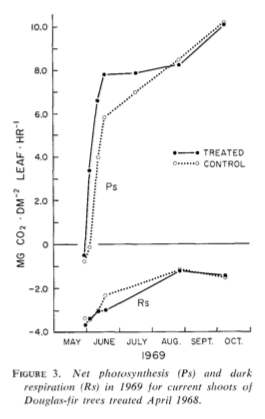 10.0
8.0
6.0
4.0
2.0
0
-2.0
-4.0
MG CO₂ · DM⁻² LEAF · HR⁻¹
TREATED
CONTROL
Ps
Rs
MAY JUNE JULY AUG. SEPT. OCT.
1969
FIGURE 3. Net photosynthesis (Ps) and dark
respiration (Rs) in 1969 for current shoots of
Douglas-fir trees treated April 1968.